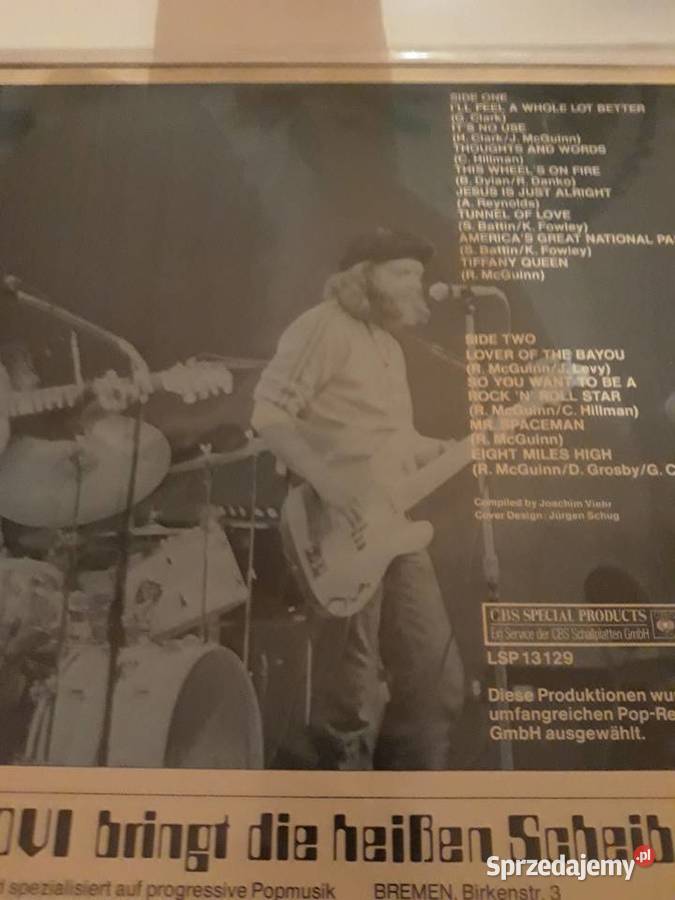 SIDE ONE
I'LL FEEL A WHOLE LOT BETTER
(G. Clark)
IT'S NO USE
(H. Clark/J. McGuinn)
THOUGHTS AND WORDS
(C. Hillman)
THIS WHEEL'S ON FIRE
(B. Dylan/R. Danko)
JESUS IS JUST ALRIGHT
(A. Reynolds)
TUNNEL OF LOVE
(S. Battin/K. Fowley)
AMERICA'S GREAT NATIONAL PA
(S. Battin/K. Fowley)
TIFFANY QUEEN
(R. McGuinn)
SIDE TWO
LOVER OF THE BAYOU
(R. McGuinn/J. Levy)
SO YOU WANT TO BE A
ROCK 'N' ROLL STAR
(R. McGuinn/C. Hillman)
MR. SPACEMAN
(R. McGuinn)
EIGHT MILES HIGH
(R. McGuinn/D. Grosby/G. C
Compiled by Joachim Viehr
Cover Design: Jürgen Schug
CBS SPECIAL PRODUCTS
Ein Service der CBS Schallplatten GmbH
LSP 13129
Diese Produktionen wu
umfangreichen Pop-Re
GmbH ausgewählt.
OVI bringt die heißen Scheib
d spezialisiert auf progressive Popmusik BREMEN, Birkenstr. 3
Sprzedajemy.pl